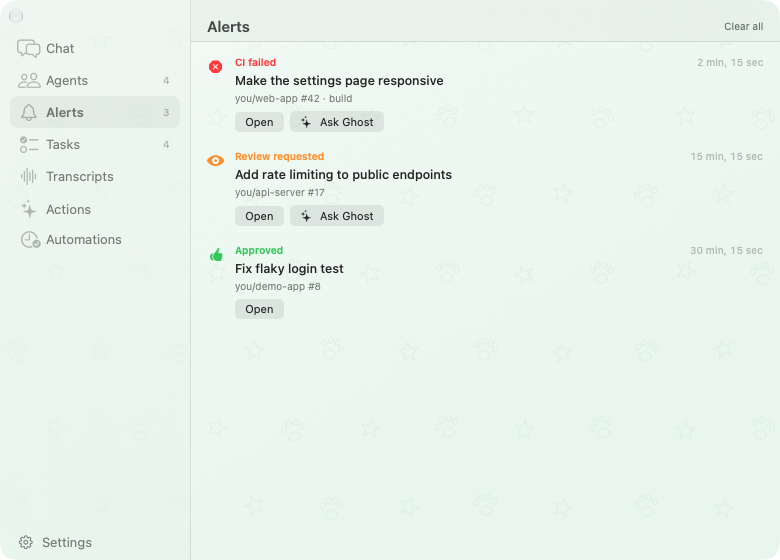 Chat
Agents 4
Alerts 3
Tasks 4
Transcripts
Actions
Automations
Settings
Alerts Clear all
CI failed 2 min, 15 sec
Make the settings page responsive
you/web-app #42 · build
Open Ask Ghost
Review requested 15 min, 15 sec
Add rate limiting to public endpoints
you/api-server #17
Open Ask Ghost
Approved 30 min, 15 sec
Fix flaky login test
you/demo-app #8
Open